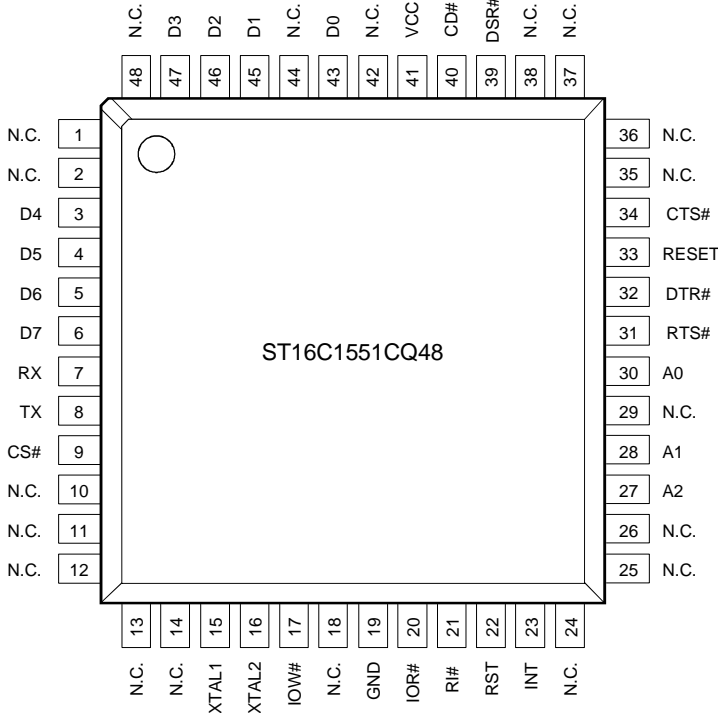 N.C. D3 D2 D1 N.C. D0 N.C. VCC CD# DSR# N.C. N.C.
48 47 46 45 44 43 42 41 40 39 38 37
N.C. 1 36 N.C.
N.C. 2 35 N.C.
D4 3 34 CTS#
D5 4 33 RESET
D6 5 32 DTR#
D7 6 31 RTS#
ST16C1551CQ48
RX 7 30 A0
TX 8 29 N.C.
CS# 9 28 A1
N.C. 10 27 A2
N.C. 11 26 N.C.
N.C. 12 25 N.C.
13 14 15 16 17 18 19 20 21 22 23 24
N.C. N.C. XTAL1 XTAL2 IOW# N.C. GND IOR# RI# RST INT N.C.